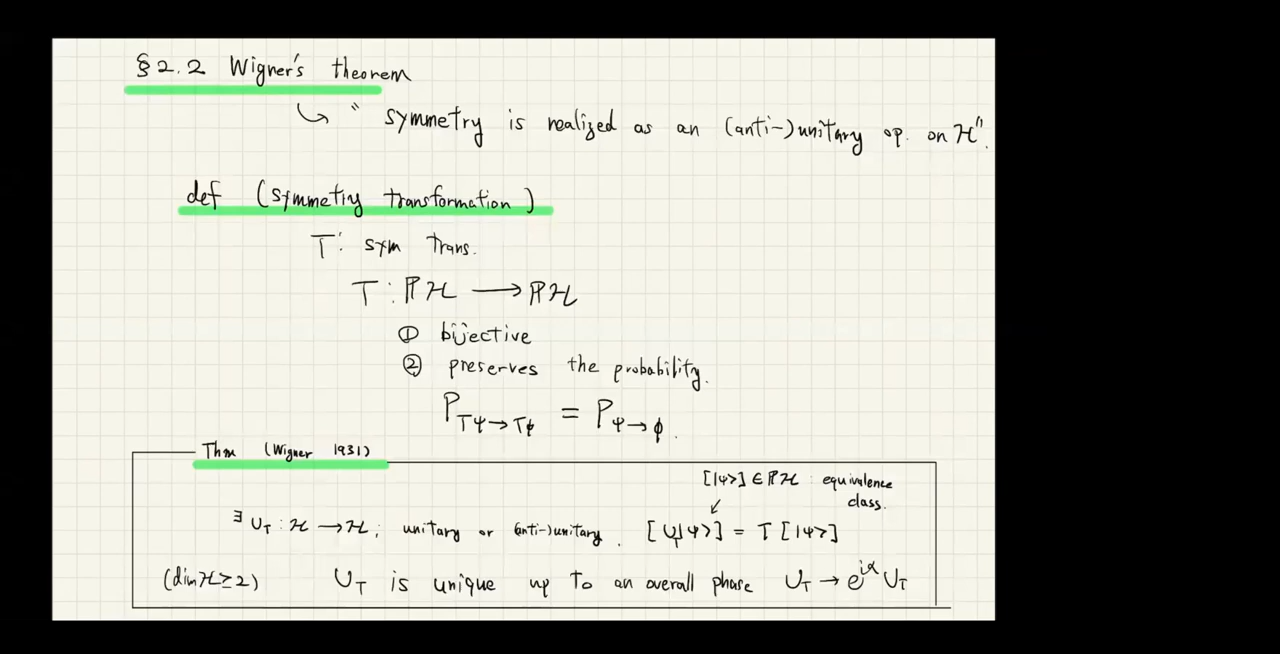 §2.2 Wigner's theorem
↳ " symmetry is realized as an (anti-)unitary op. on ℋ".
def (symmetry transformation)
T: sym trans.
T : ℙℋ ⟶ ℙℋ
① bijective
② preserves the probability.
P_{TΨ→Tϕ} = P_{Ψ→ϕ}.
Thm (Wigner 1931)
[|ψ>] ∈ ℙℋ : equivalence
class.
∃ U_T : ℋ → ℋ ; unitary or (anti-)unitary. [U_T|ψ>] = T [|ψ>]
(dim ℋ ≥ 2) U_T is unique up to an overall phase U_T → e^{iα} U_T